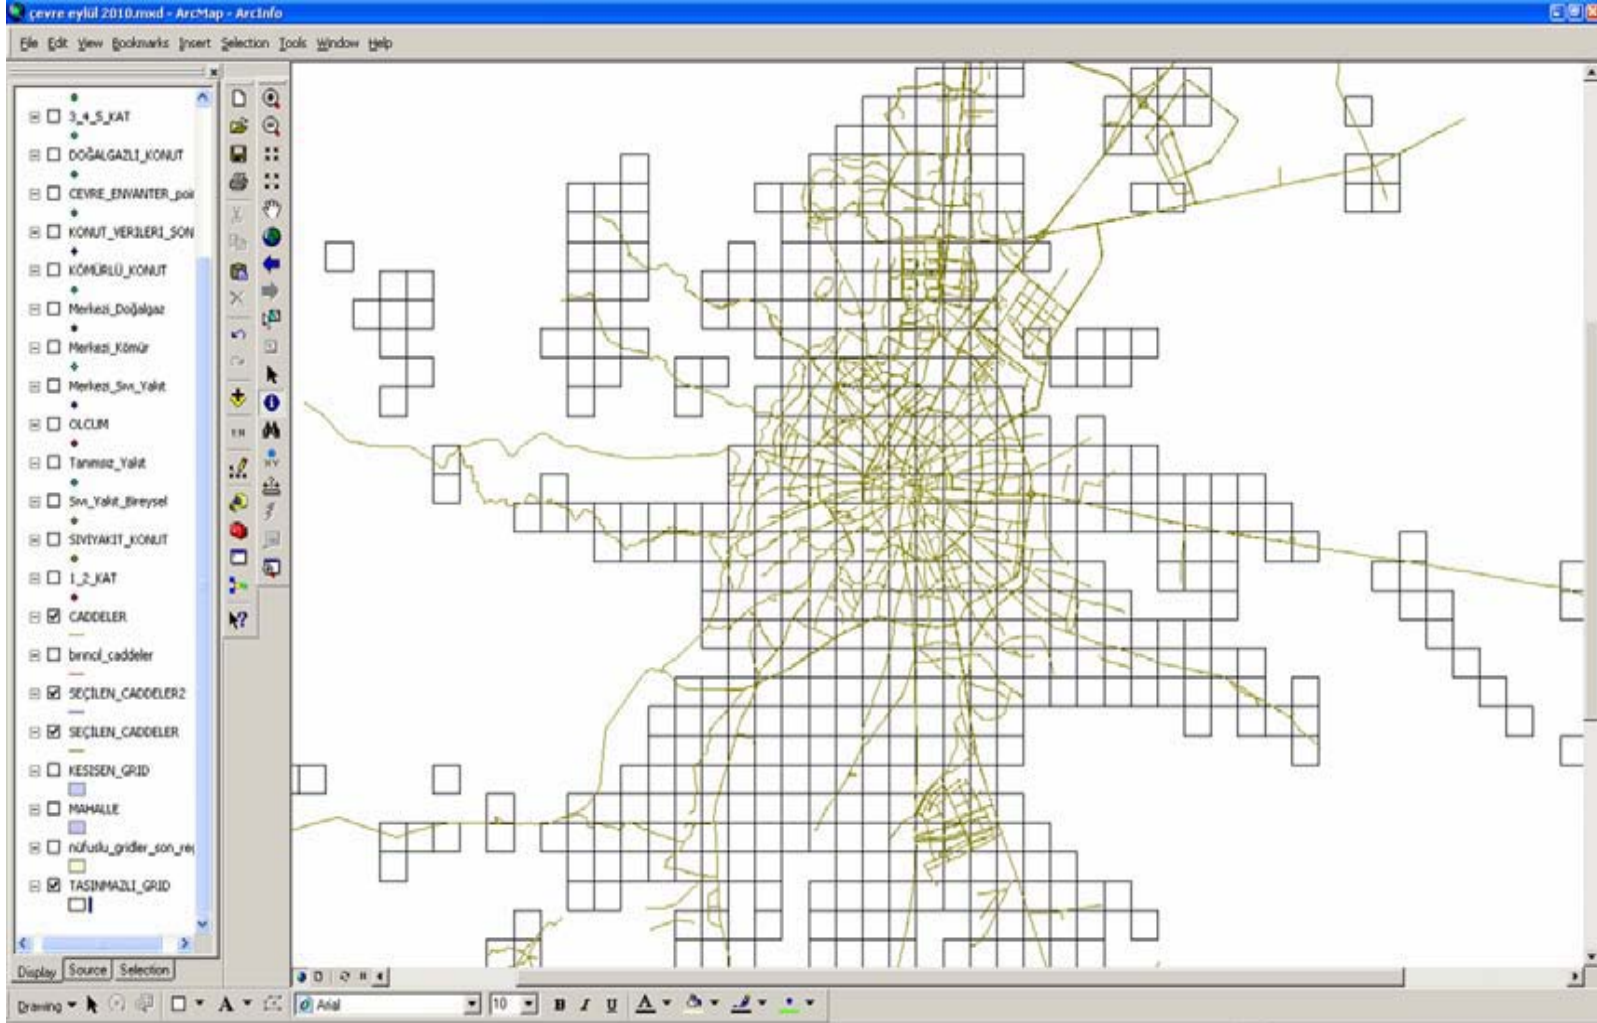 çevre eylül 2010.mxd - ArcMap - ArcInfo
File Edit View Bookmarks Insert Selection Tools Window Help
3_4_5_KAT
DOĞALGAZLI_KONUT
CEVRE_ENVANTER_poi
KONUT_VERILERI_SON
KÖMÜRLÜ_KONUT
Merkezi_Doğalgaz
Merkezi_Kömür
Merkezi_Sıvı_Yakıt
OLCUM
Tanımsız_Yakıt
Sıvı_Yakıt_Bireysel
SIVIYAKIT_KONUT
1_2_KAT
CADDELER
birincil_caddeler
SEÇİLEN_CADDELER2
SEÇİLEN_CADDELER
KESISEN_GRID
MAHALLE
nüfuslu_gridler_son_reg
TASINMAZLI_GRID
Display Source Selection
Drawing A Arial 10 B I U A